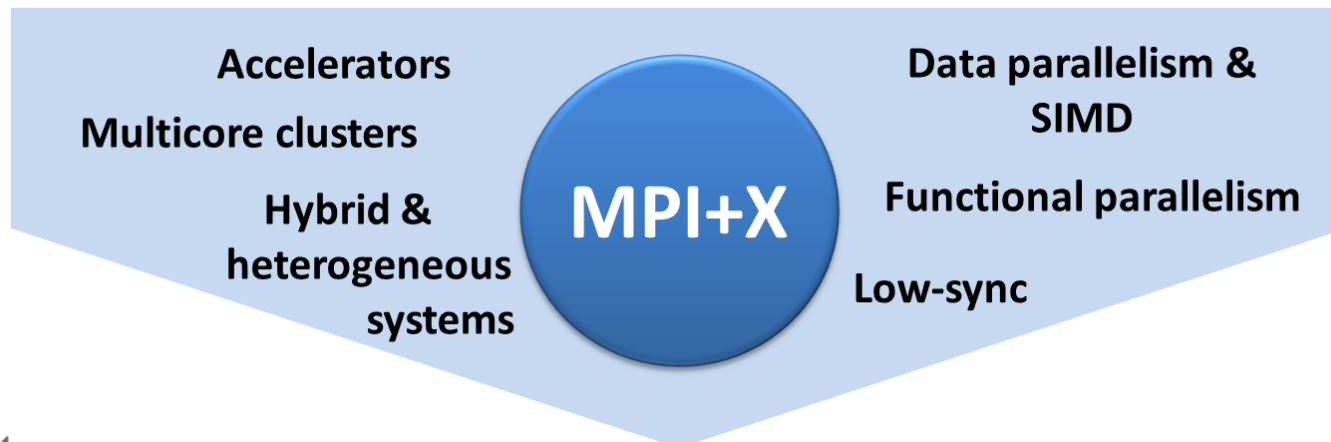 Accelerators
Multicore clusters
Hybrid &
heterogeneous
systems
MPI+X
Data parallelism &
SIMD
Functional parallelism
Low-sync